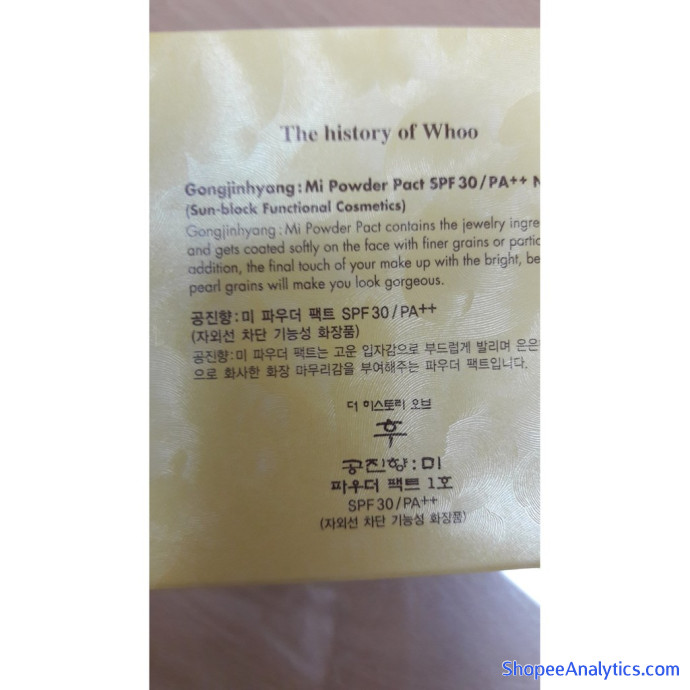 The history of Whoo
Gongjinhyang:Mi Powder Pact SPF30/PA++ N
(Sun-block Functional Cosmetics)
Gongjinhyang:Mi Powder Pact contains the jewelry ingre
and gets coated softly on the face with finer grains or partic
addition, the final touch of your make up with the bright, be
pearl grains will make you look gorgeous.
공진향:미 파우더 팩트 SPF30/PA++
(자외선 차단 기능성 화장품)
공진향:미 파우더 팩트는 고운 입자감으로 부드럽게 발리며 은은
으로 화사한 화장 마무리감을 부여해주는 파우더 팩트입니다.
더 히스토리 오브
후
공진향:미
파우더 팩트 1호
SPF30/PA++
(자외선 차단 기능성 화장품)
ShopeeAnalytics.com